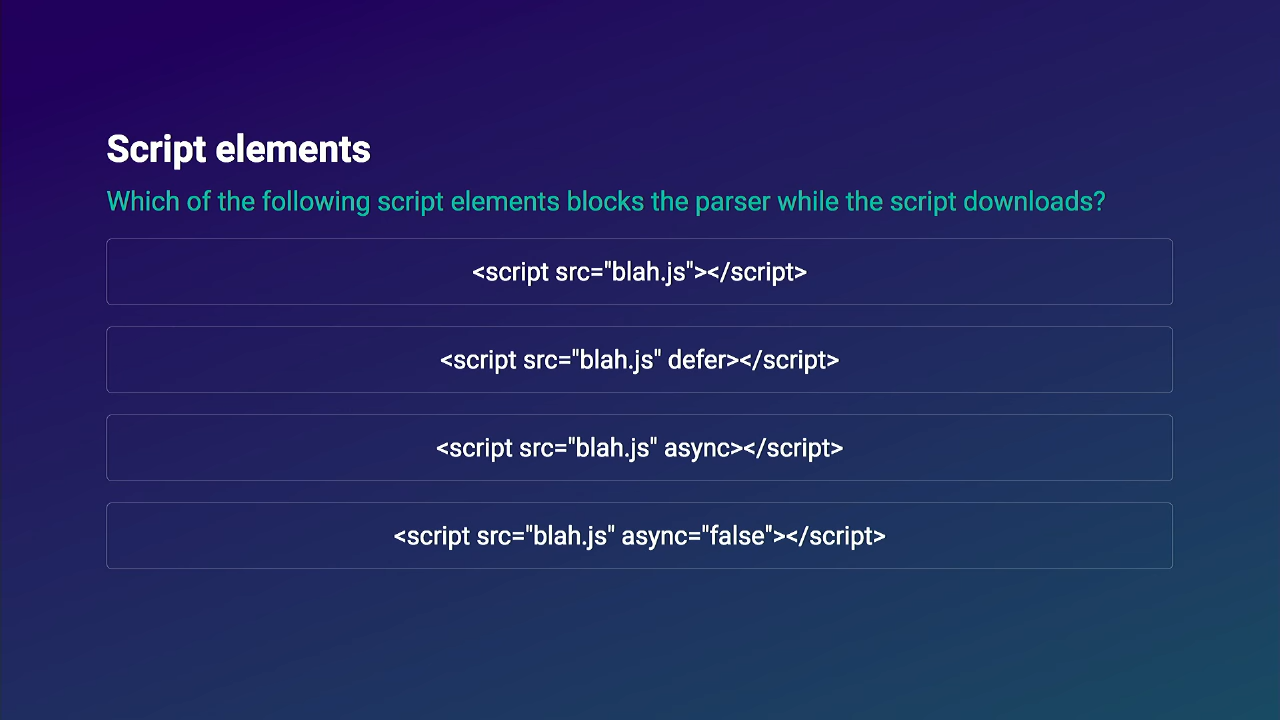 Script elements
Which of the following script elements blocks the parser while the script downloads?
<script src="blah.js"></script>
<script src="blah.js" defer></script>
<script src="blah.js" async></script>
<script src="blah.js" async="false"></script>